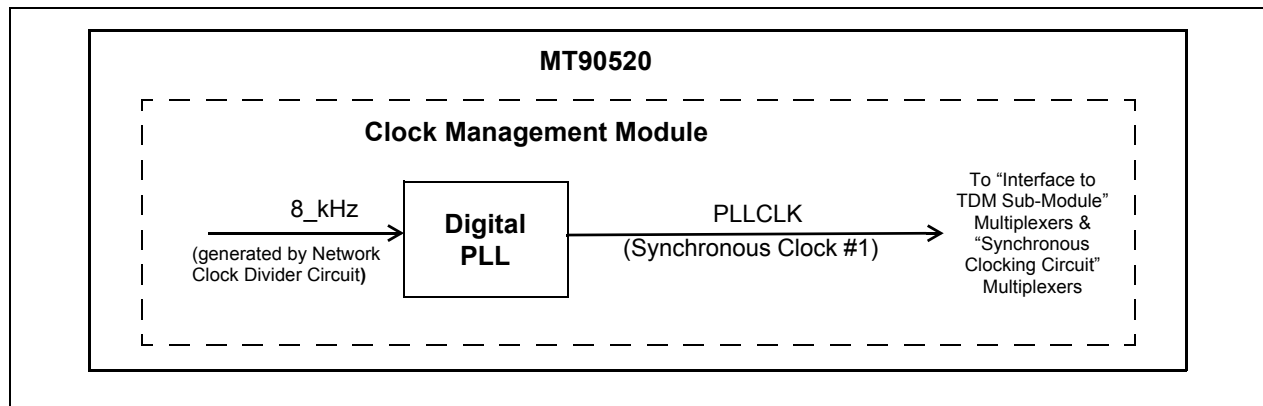 MT90520
Clock Management Module
8_kHz
(generated by Network
Clock Divider Circuit)
Digital
PLL
PLLCLK
(Synchronous Clock #1)
To “Interface to
TDM Sub-Module”
Multiplexers &
“Synchronous
Clocking Circuit”
Multiplexers